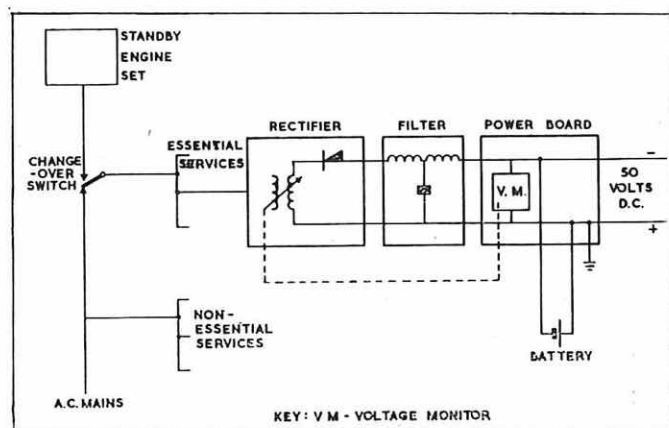 STANDBY
ENGINE
SET
RECTIFIER
FILTER
POWER BOARD
ESSENTIAL
SERVICES
CHANGE
-OVER
SWITCH
V. M.
−
50
VOLTS
D.C.
+
NON-
ESSENTIAL
SERVICES
BATTERY
A.C. MAINS
KEY: V M - VOLTAGE MONITOR